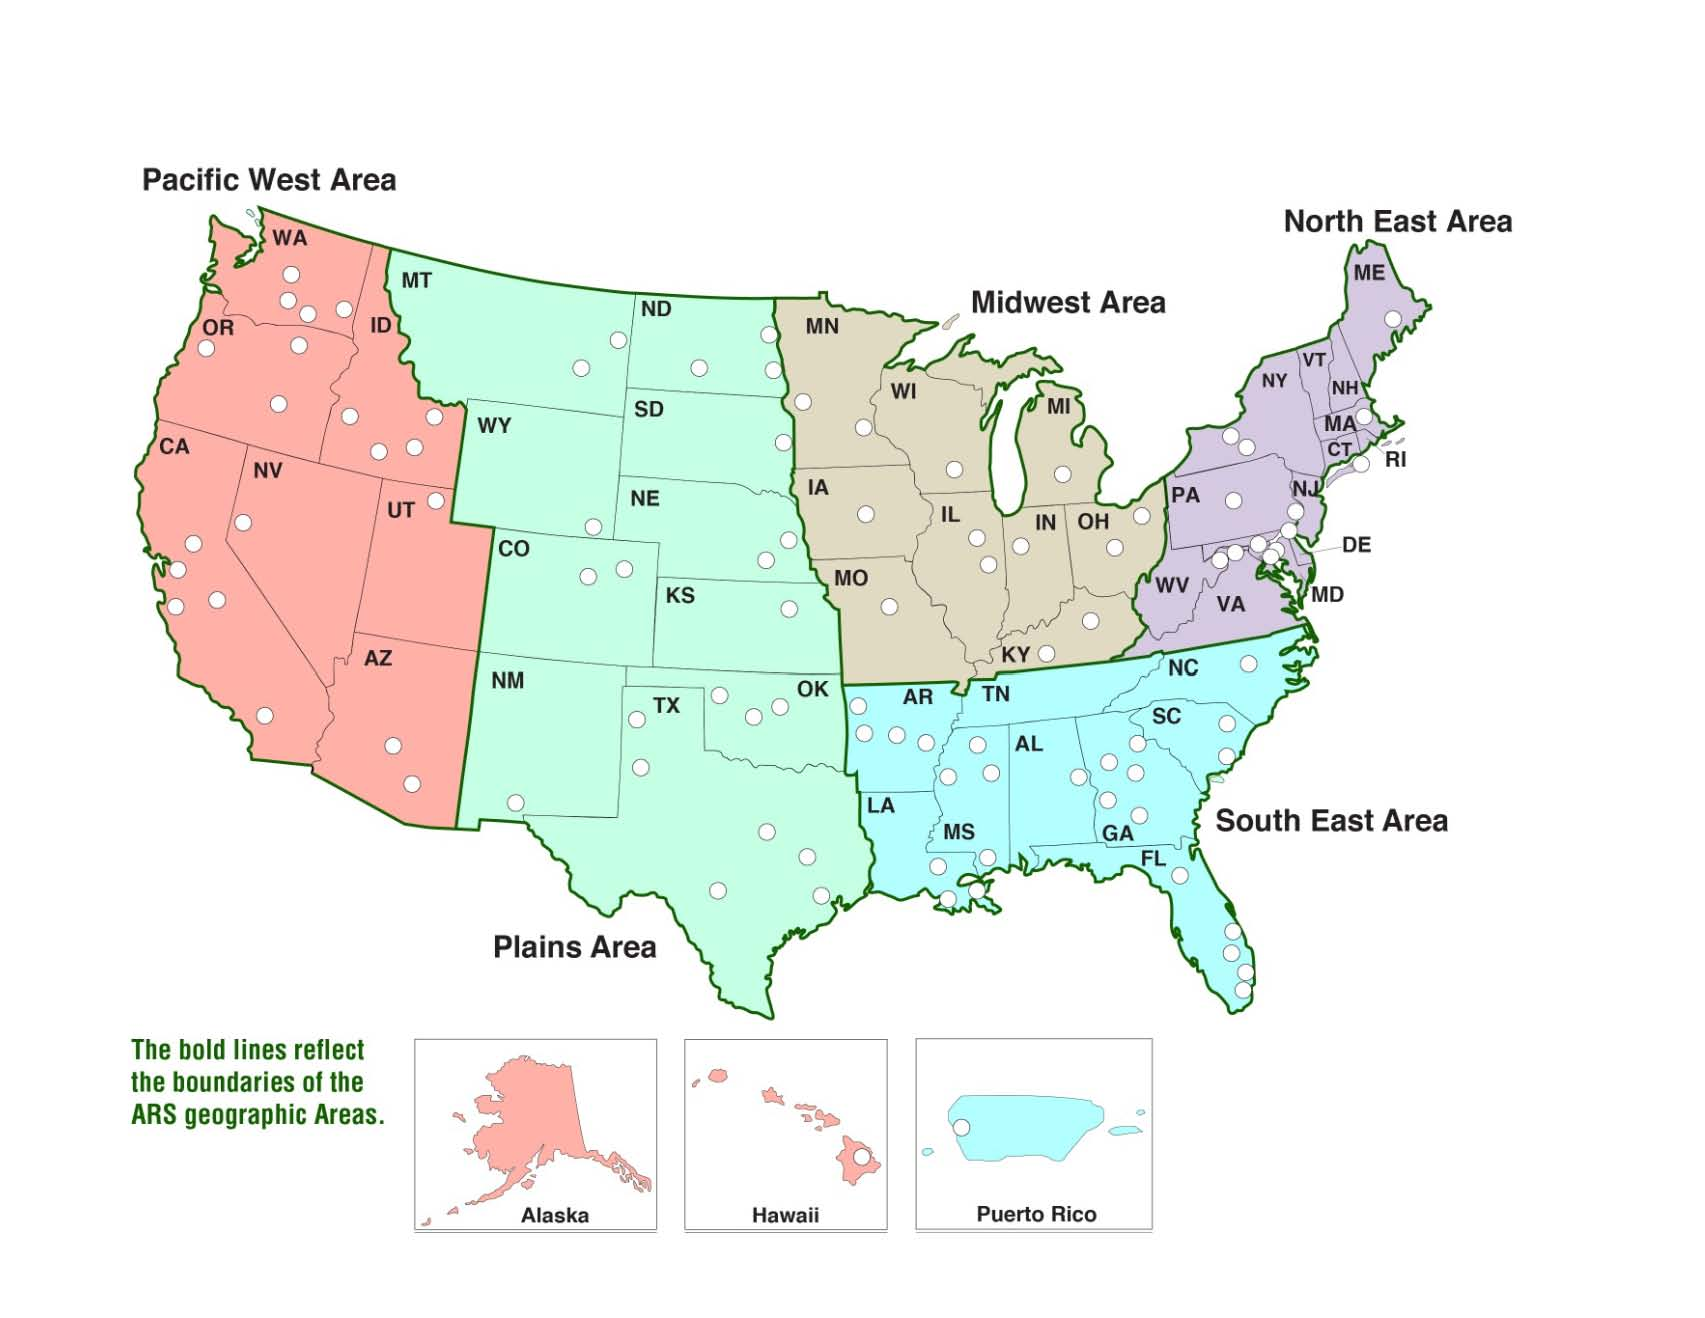 Pacific West Area
North East Area
WA
ME
MT
Midwest Area
ND
MN
OR
ID
VT
NY
NH
WI
MI
SD
WY
MA
CA
CT
RI
NV
IA
NE
PA
NJ
UT
IL
IN
OH
CO
DE
MO
WV
KS
MD
VA
AZ
KY
NM
NC
OK
AR
TN
TX
SC
AL
LA
South East Area
MS
GA
FL
Plains Area
The bold lines reflect
the boundaries of the
ARS geographic Areas.
Alaska
Hawaii
Puerto Rico